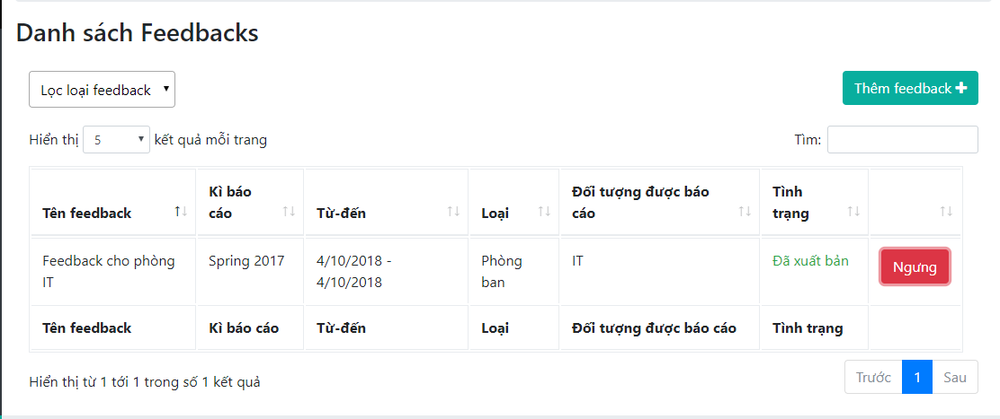 Danh sách Feedbacks
Lọc loại feedback
Thêm feedback
Hiển thị 5 kết quả mỗi trang
Tìm:
Tên feedback
Kì báo
cáo
Từ-đến
Loại
Đối tượng được báo
cáo
Tình
trạng
Feedback cho phòng
IT
Spring 2017
4/10/2018 -
4/10/2018
Phòng
ban
IT
Đã xuất bản
Ngưng
Tên feedback
Kì báo cáo
Từ-đến
Loại
Đối tượng được báo cáo
Tình trạng
Hiển thị từ 1 tới 1 trong số 1 kết quả
Trước 1 Sau